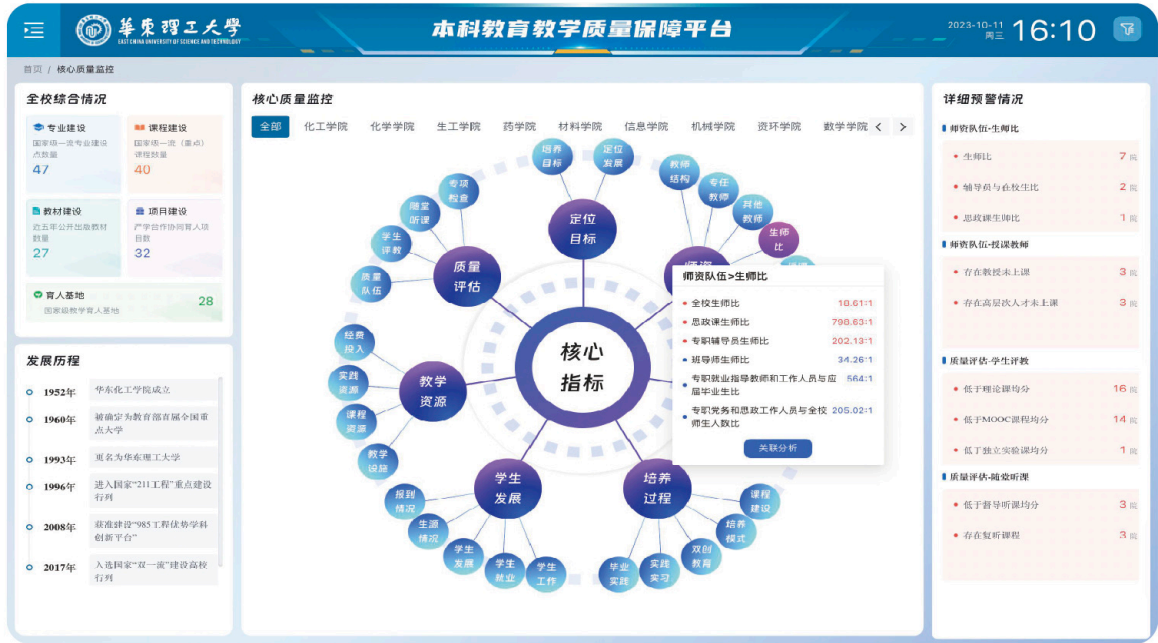 華東理工大學
EAST CHINA UNIVERSITY OF SCIENCE AND TECHNOLOGY
本科教育教学质量保障平台
2023-10-11
周三
16:10
首页 / 核心质量监控
全校综合情况
专业建设
国家级一流专业建设
点数量
47
课程建设
国家级一流（重点）
课程数量
40
教材建设
近五年公开出版教材
数量
27
项目建设
产学合作协同育人项
目数
32
育人基地
国家级教学育人基地
28
发展历程
1952年
华东化工学院成立
1960年
被确定为教育部直属全国重
点大学
1993年
更名为华东理工大学
1996年
进入国家"211工程"重点建设
行列
2008年
获准建设"985工程优势学科
创新平台"
2017年
入选国家"双一流"建设高校
行列
核心质量监控
全部 化工学院 化学学院 生工学院 药学院 材料学院 信息学院 机械学院 资环学院 数学学院 < >
核心
指标
定位
目标
培养
目标
定位
发展
师资
教师
结构
专任
教师
其他
教师
生师
比
质量
评估
专项
检查
随堂
听课
学生
评教
质量
队伍
教学
资源
经费
投入
实践
资源
课程
资源
教学
设施
学生
发展
报到
情况
生源
情况
学生
发展
学生
就业
学生
工作
培养
过程
课程
建设
培养
模式
双创
教育
实践
实习
毕业
实践
师资队伍>生师比
全校生师比 18.61:1
思政课生师比 798.63:1
专职辅导员生师比 202.13:1
班导师生师比 34.26:1
专职就业指导教师和工作人员与应 564:1
届毕业生比
专职党务和思政工作人员与全校 205.02:1
师生人数比
关联分析
详细预警情况
师资队伍-生师比
生师比 7 院
辅导员与在校生比 2 院
思政课生师比 1 院
师资队伍-授课教师
存在教授未上课 3 院
存在高层次人才未上课 3 院
质量评估-学生评教
低于理论课均分 16 院
低于MOOC课程均分 14 院
低于独立实验课均分 1 院
质量评估-随堂听课
低于督导听课均分 3 院
存在复听课程 3 院